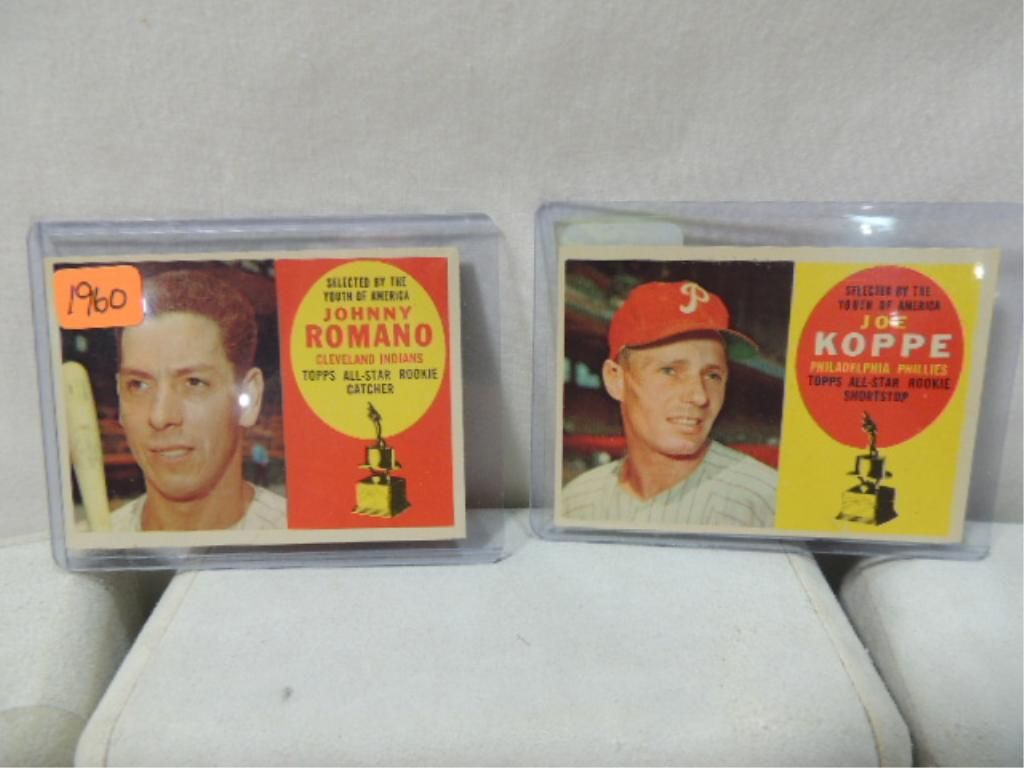 1960
SELECTED BY THE
YOUTH OF AMERICA
JOHNNY
ROMANO
CLEVELAND INDIANS
TOPPS ALL-STAR ROOKIE
CATCHER
P
SELECTED BY THE
YOUTH OF AMERICA
JOE
KOPPE
PHILADELPHIA PHILLIES
TOPPS ALL-STAR ROOKIE
SHORTSTOP